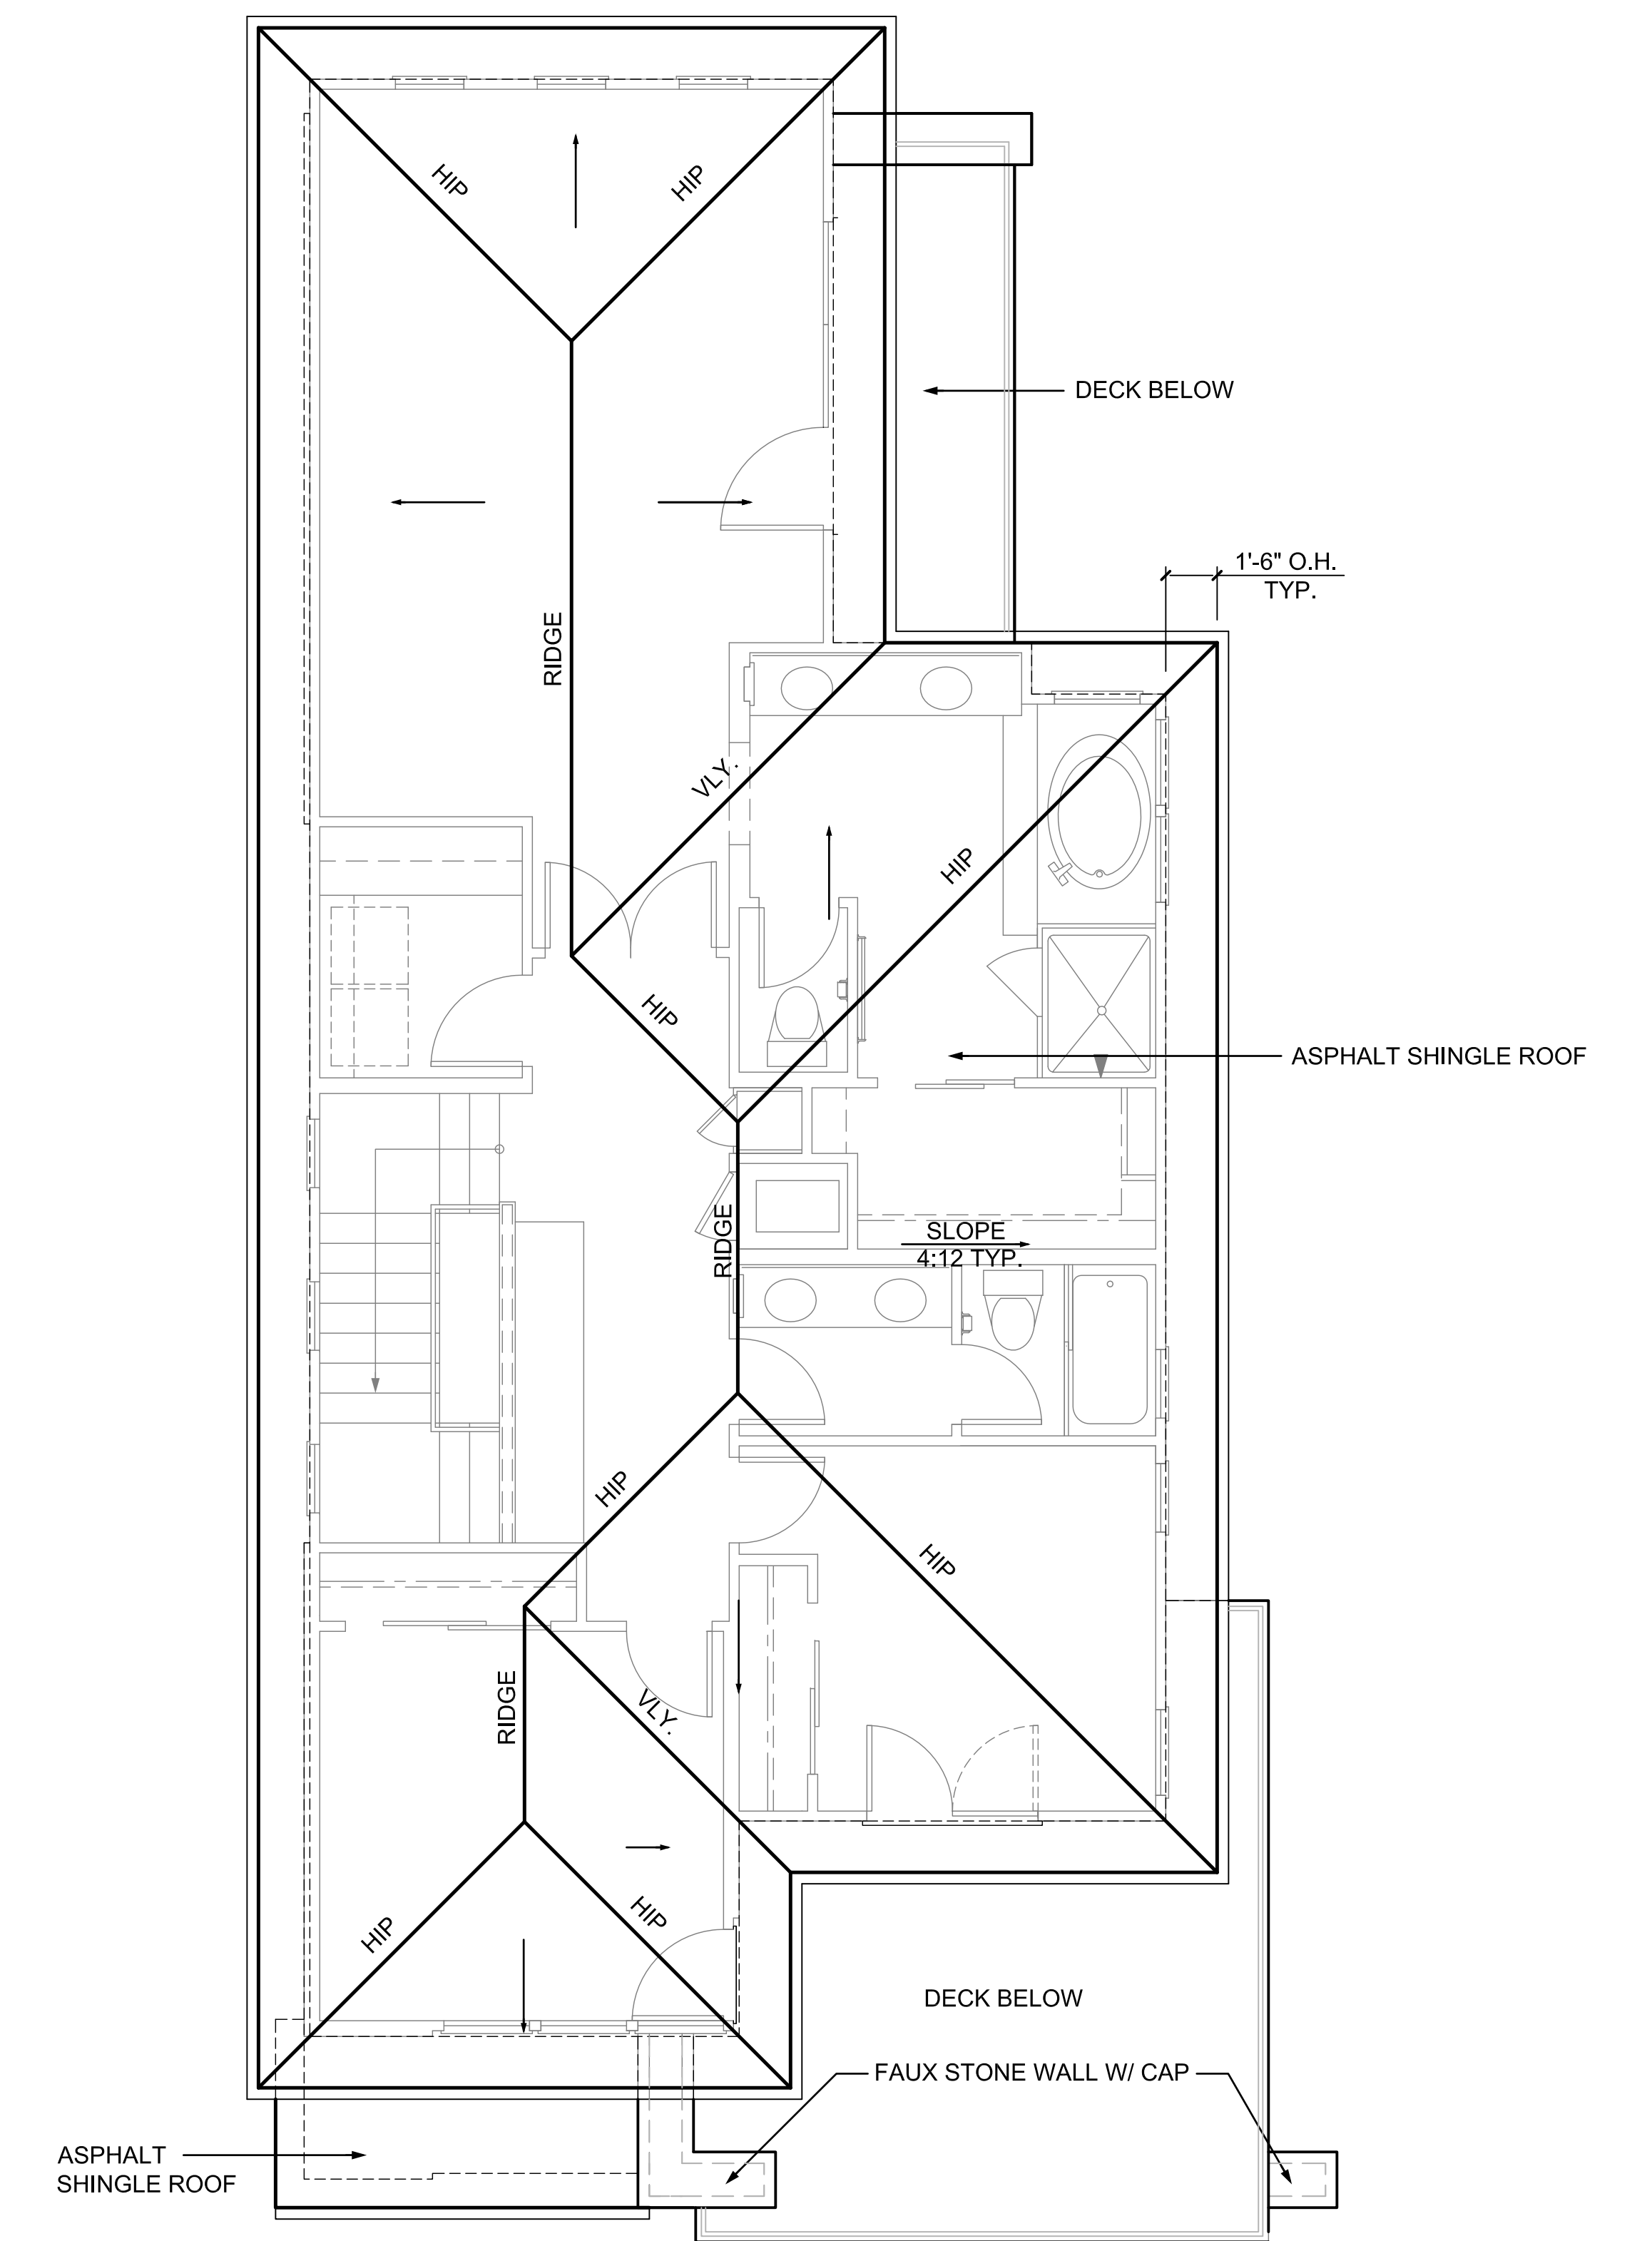 HIP
HIP
DECK BELOW
1'-6" O.H.
TYP.
RIDGE
VLY.
HIP
HIP
ASPHALT SHINGLE ROOF
RIDGE
SLOPE
4:12 TYP.
HIP
HIP
RIDGE
VLY.
HIP
HIP
DECK BELOW
FAUX STONE WALL W/ CAP
ASPHALT
SHINGLE ROOF